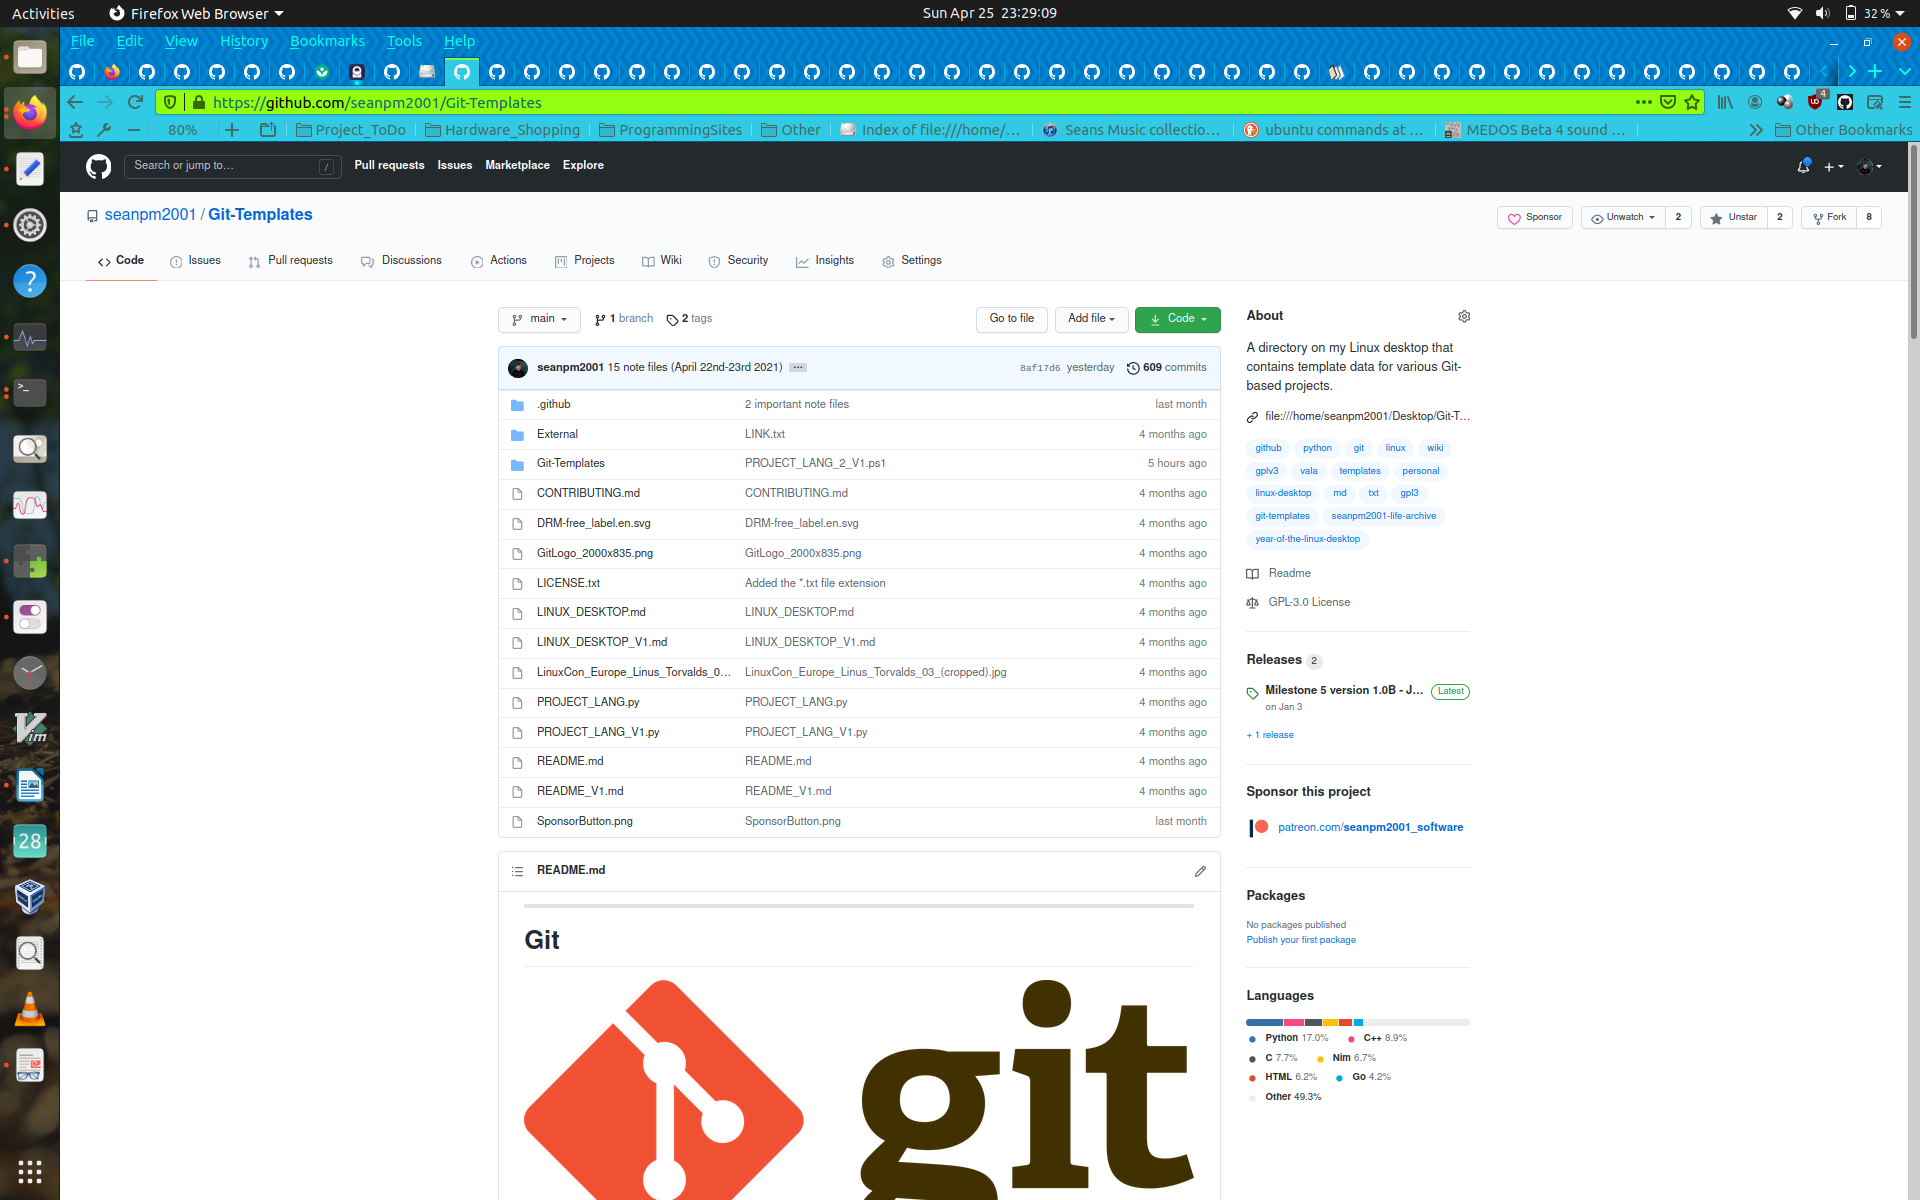 Activities
Firefox Web Browser
Sun Apr 25 23:29:09
32 %
File Edit View History Bookmarks Tools Help
https://github.com/seanpm2001/Git-Templates
4
80%
Project_ToDo
Hardware_Shopping
ProgrammingSites
Other
Index of file:///home/...
Seans Music collectio...
ubuntu commands at ...
MEDOS Beta 4 sound ...
Other Bookmarks
Search or jump to...
/
Pull requests Issues Marketplace Explore
seanpm2001 / Git-Templates
Sponsor
Unwatch 2
Unstar 2
Fork 8
Code Issues Pull requests Discussions Actions Projects Wiki Security Insights Settings
main
1 branch
2 tags
Go to file
Add file
Code
seanpm2001 15 note files (April 22nd-23rd 2021) ...
8af17d6 yesterday 609 commits
.github 2 important note files last month
External LINK.txt 4 months ago
Git-Templates PROJECT_LANG_2_V1.ps1 5 hours ago
CONTRIBUTING.md CONTRIBUTING.md 4 months ago
DRM-free_label.en.svg DRM-free_label.en.svg 4 months ago
GitLogo_2000x835.png GitLogo_2000x835.png 4 months ago
LICENSE.txt Added the *.txt file extension 4 months ago
LINUX_DESKTOP.md LINUX_DESKTOP.md 4 months ago
LINUX_DESKTOP_V1.md LINUX_DESKTOP_V1.md 4 months ago
LinuxCon_Europe_Linus_Torvalds_0... LinuxCon_Europe_Linus_Torvalds_03_(cropped).jpg 4 months ago
PROJECT_LANG.py PROJECT_LANG.py 4 months ago
PROJECT_LANG_V1.py PROJECT_LANG_V1.py 4 months ago
README.md README.md 4 months ago
README_V1.md README_V1.md 4 months ago
SponsorButton.png SponsorButton.png last month
README.md
Git
git
About
A directory on my Linux desktop that
contains template data for various Git-
based projects.
file:///home/seanpm2001/Desktop/Git-T...
github python git linux wiki
gplv3 vala templates personal
linux-desktop md txt gpl3
git-templates seanpm2001-life-archive
year-of-the-linux-desktop
Readme
GPL-3.0 License
Releases 2
Milestone 5 version 1.0B - J... Latest
on Jan 3
+ 1 release
Sponsor this project
patreon.com/seanpm2001_software
Packages
No packages published
Publish your first package
Languages
Python 17.0% C++ 8.9%
C 7.7% Nim 6.7%
HTML 6.2% Go 4.2%
Other 49.3%
?
>_
Vim
28